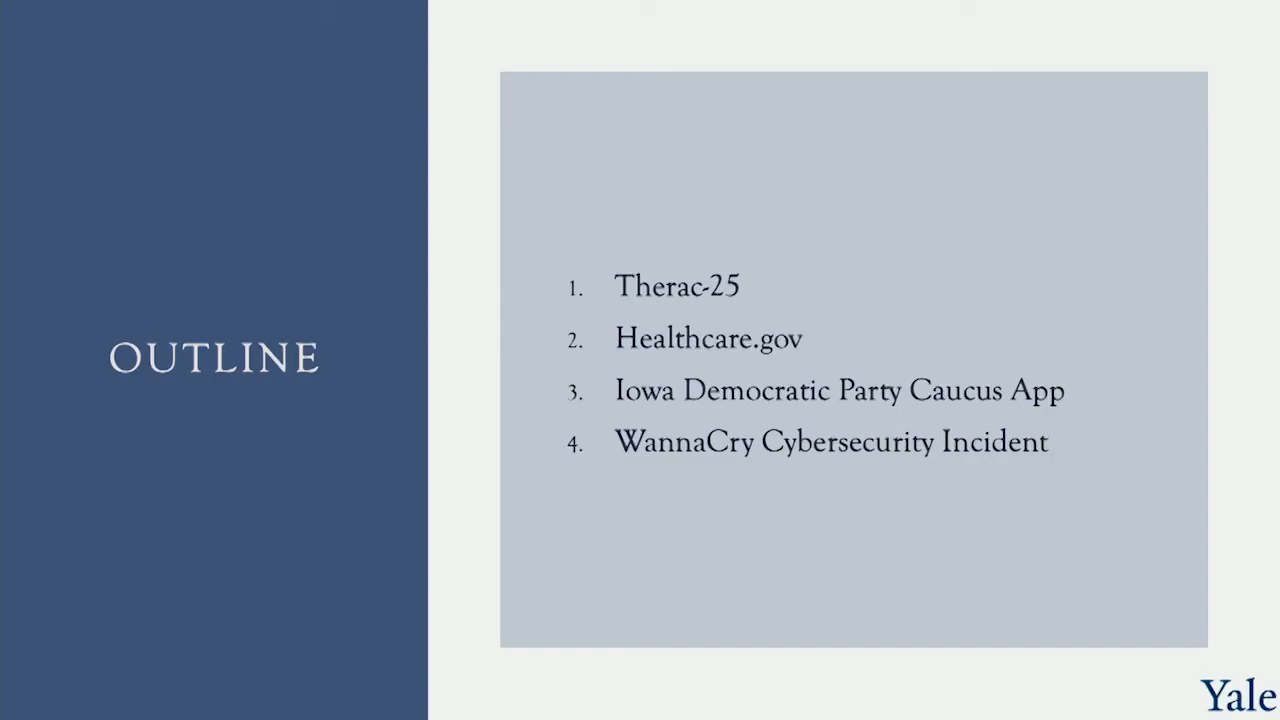 OUTLINE
1. Therac-25
2. Healthcare.gov
3. Iowa Democratic Party Caucus App
4. WannaCry Cybersecurity Incident
Yale